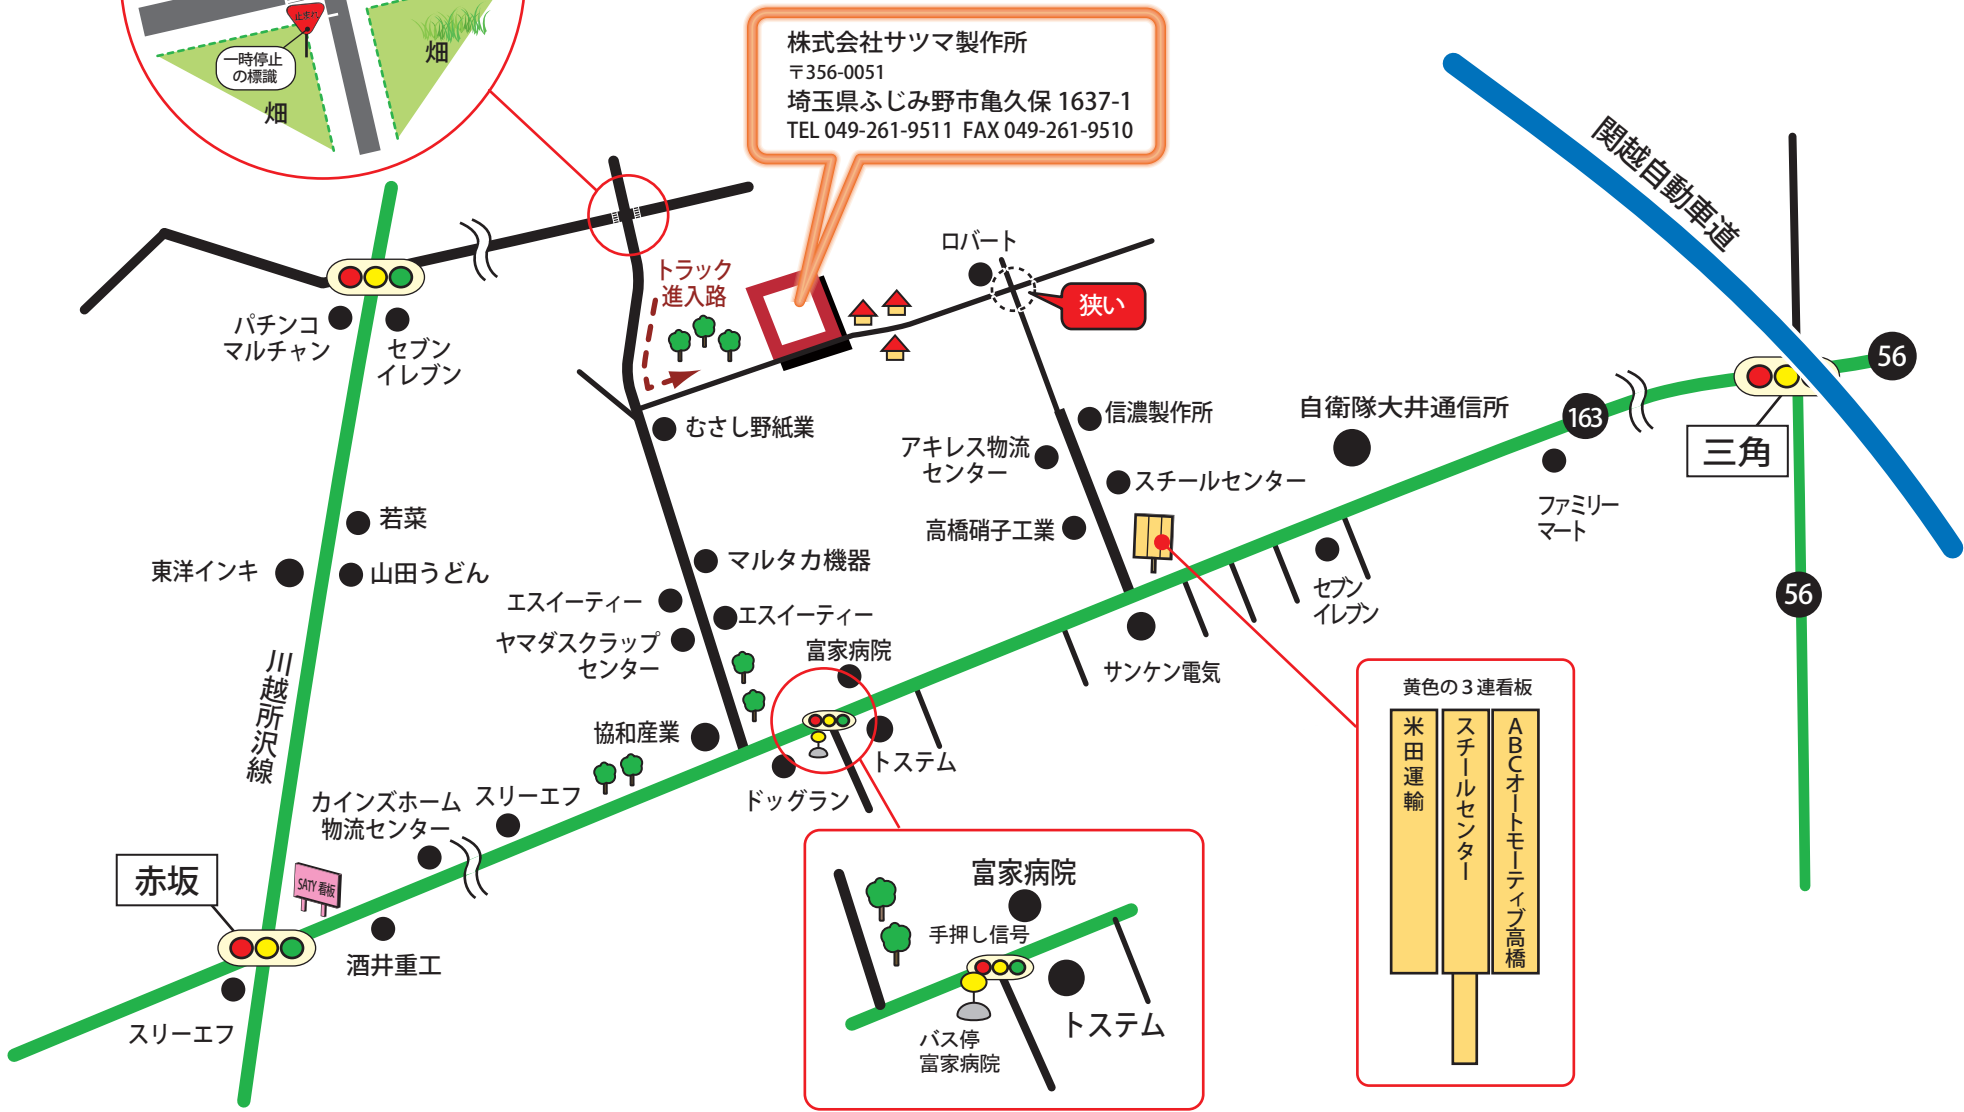 止まれ
一時停止
の標識
畑
畑
株式会社サツマ製作所
〒356-0051
埼玉県ふじみ野市亀久保 1637-1
TEL 049-261-9511 FAX 049-261-9510
関越自動車道
ロバート
トラック
進入路
狭い
パチンコ
マルチャン
セブン
イレブン
56
163
自衛隊大井通信所
信濃製作所
むさし野紙業
アキレス物流
センター
三角
スチールセンター
ファミリー
マート
若菜
高橋硝子工業
東洋インキ
山田うどん
マルタカ機器
セブン
イレブン
56
エスイーティー
エスイーティー
ヤマダスクラップ
センター
富家病院
サンケン電気
川越所沢線
協和産業
トステム
ドッグラン
スリーエフ
カインズホーム
物流センター
赤坂
SATY 看板
酒井重工
スリーエフ
富家病院
手押し信号
トステム
バス停
富家病院
黄色の3連看板
米田運輸
スチールセンター
ABCオートモーティブ高橋